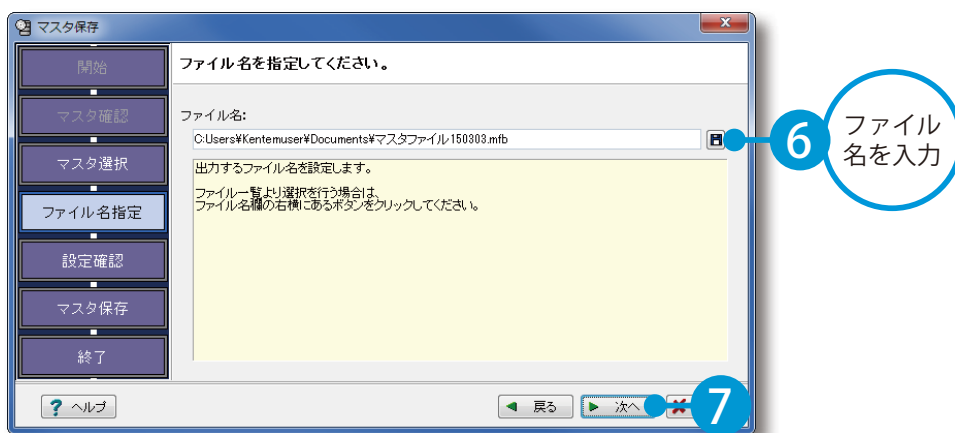 マスタ保存
開始
マスタ確認
マスタ選択
ファイル名指定
設定確認
マスタ保存
終了
ファイル名を指定してください。
ファイル名:
C:Users¥Kentemuser¥Documents¥マスタファイル150303.mfb
出力するファイル名を設定します。
ファイル一覧より選択を行う場合は、
ファイル名欄の右横にあるボタンをクリックしてください。
? ヘルプ
戻る
次へ
6
ファイル
名を入力
7